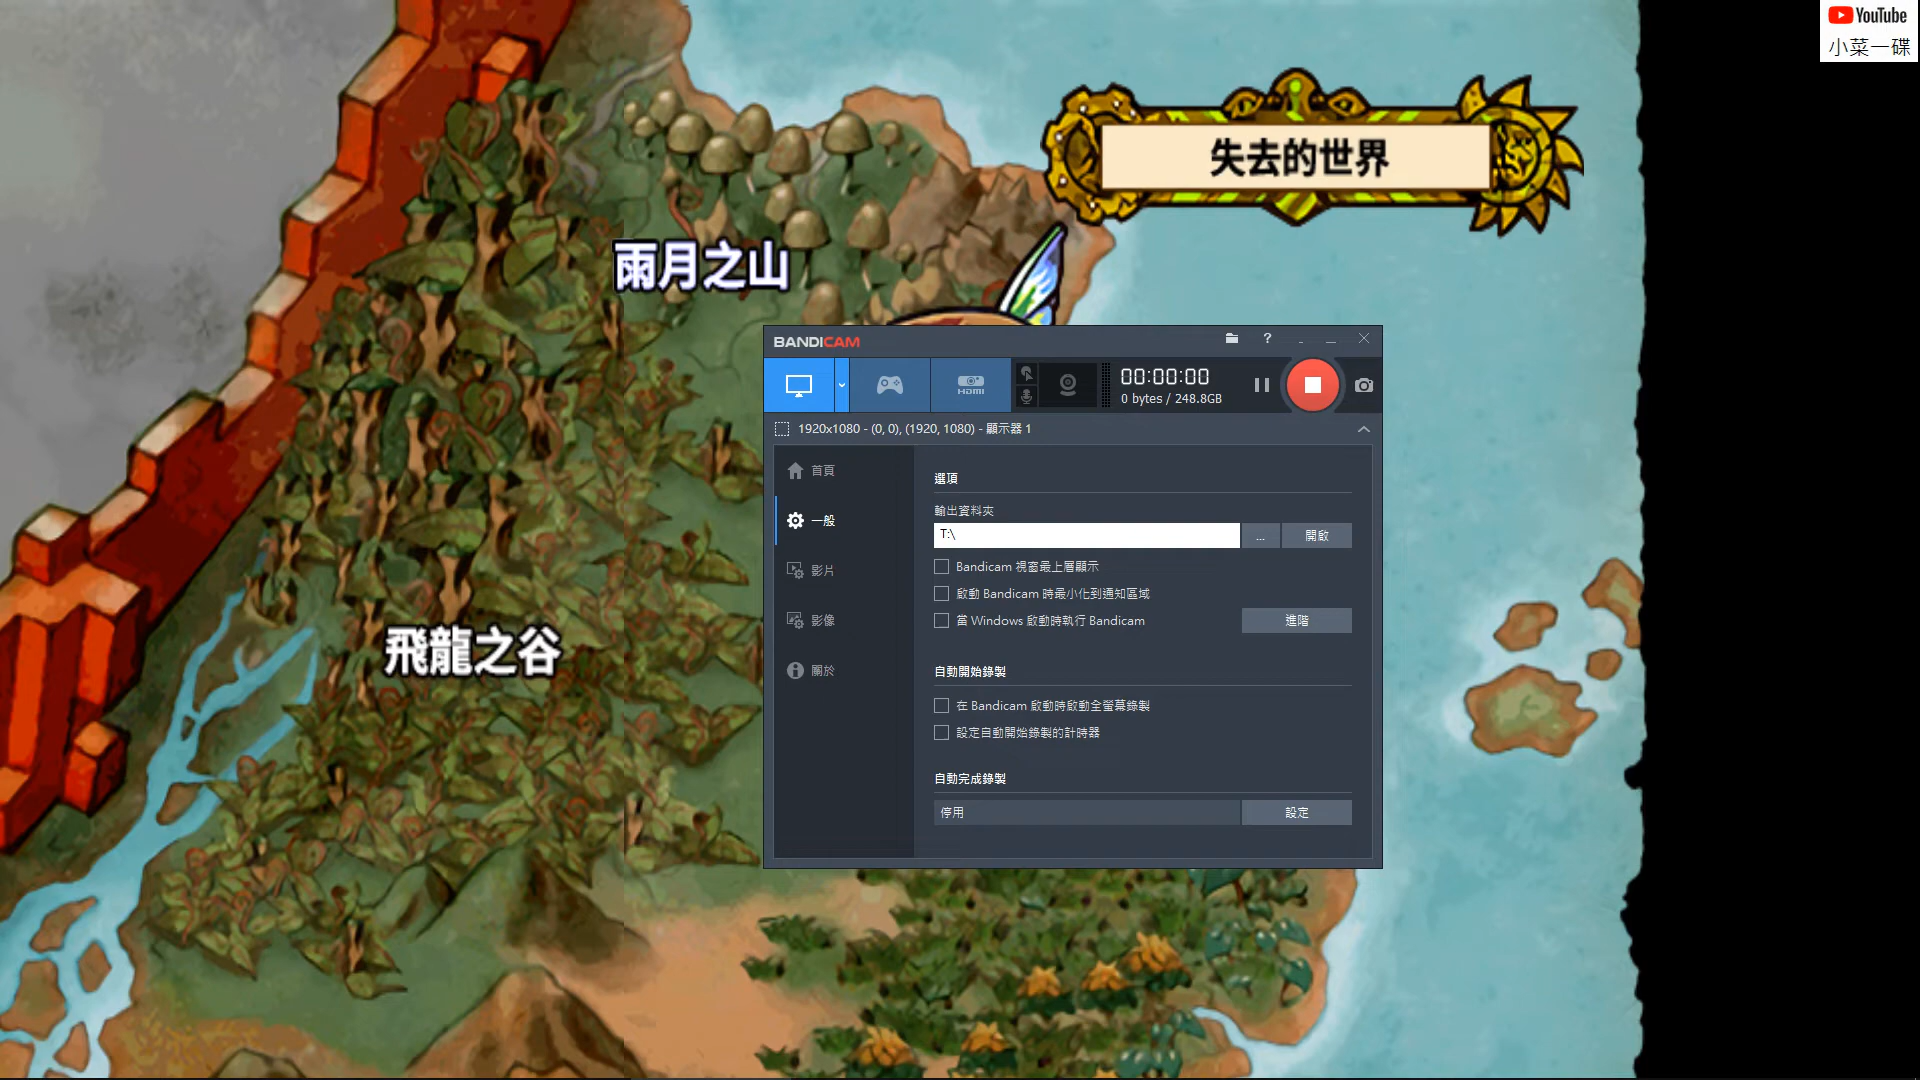 YouTube
小菜一碟
失去的世界
雨月之山
BANDICAM
?
HDMI
00:00:00
0 bytes / 248.8GB
1920x1080 - (0, 0), (1920, 1080) - 顯示器 1
首頁
一般
影片
影像
關於
選項
輸出資料夾
T:\
...
開啟
Bandicam 視窗最上層顯示
啟動 Bandicam 時最小化到通知區域
當 Windows 啟動時執行 Bandicam
進階
自動開始錄製
在 Bandicam 啟動時啟動全螢幕錄製
設定自動開始錄製的計時器
自動完成錄製
停用
設定
飛龍之谷